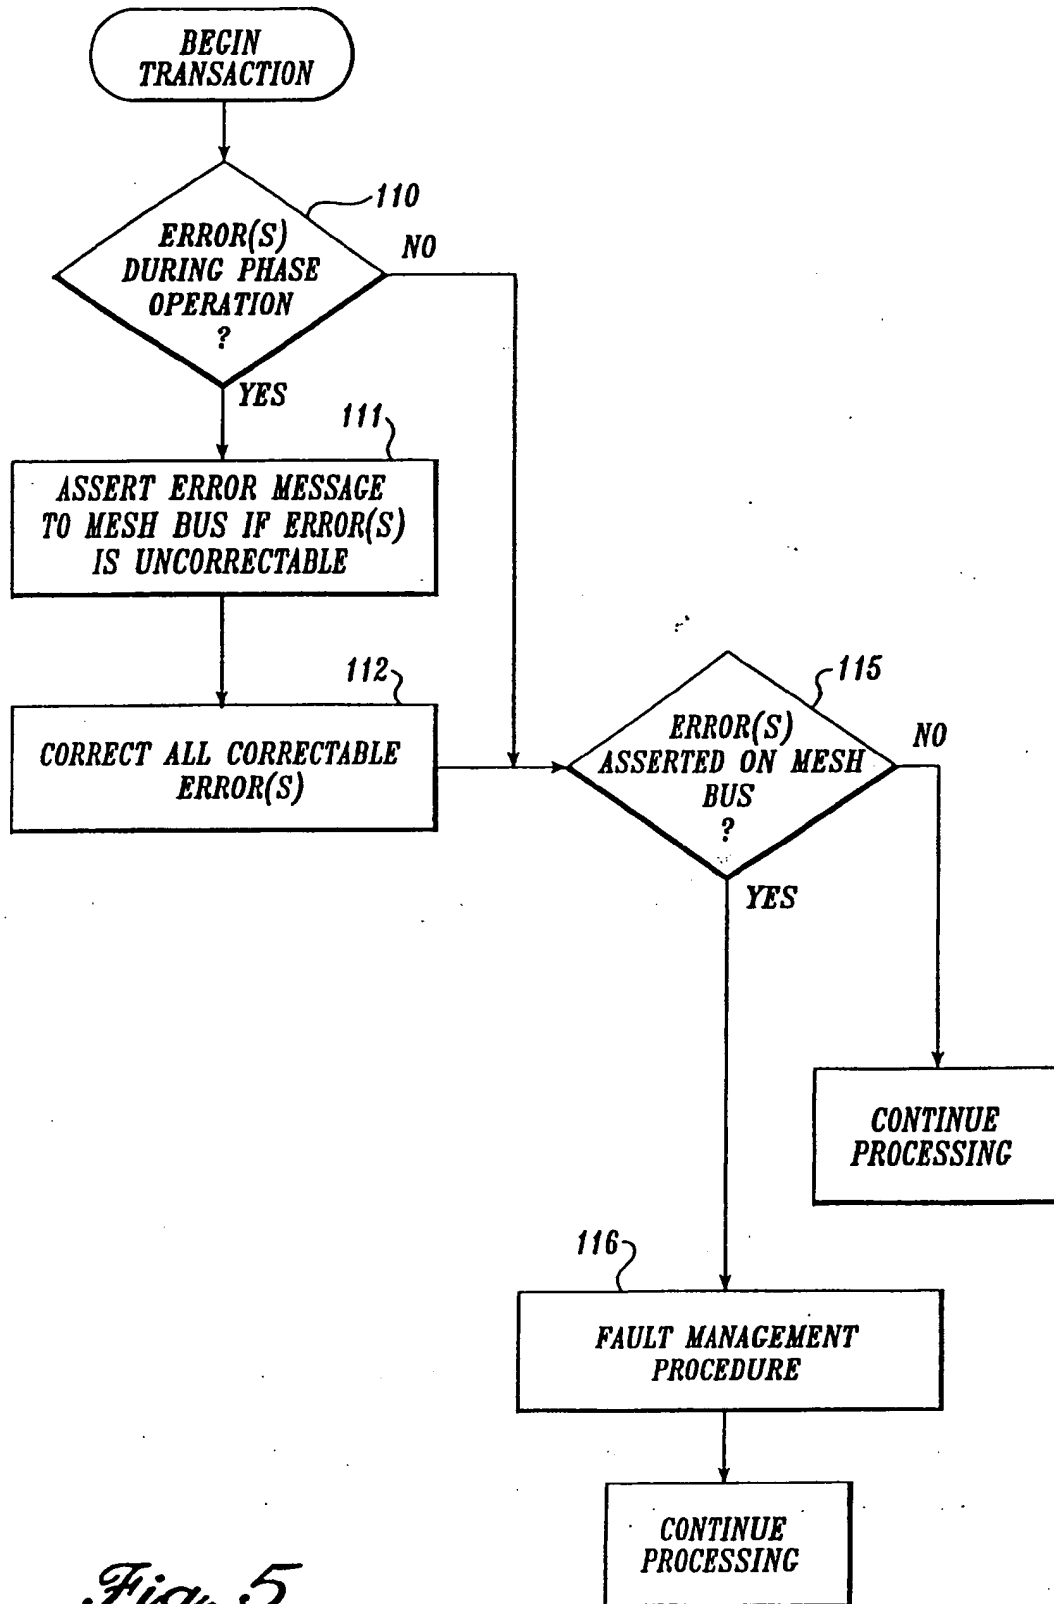 BEGIN
TRANSACTION
110
ERROR(S)
DURING PHASE
OPERATION
?
NO
YES
111
ASSERT ERROR MESSAGE
TO MESH BUS IF ERROR(S)
IS UNCORRECTABLE
112
CORRECT ALL CORRECTABLE
ERROR(S)
115
ERROR(S)
ASSERTED ON MESH
BUS
?
NO
YES
CONTINUE
PROCESSING
116
FAULT MANAGEMENT
PROCEDURE
CONTINUE
PROCESSING
Fig. 5